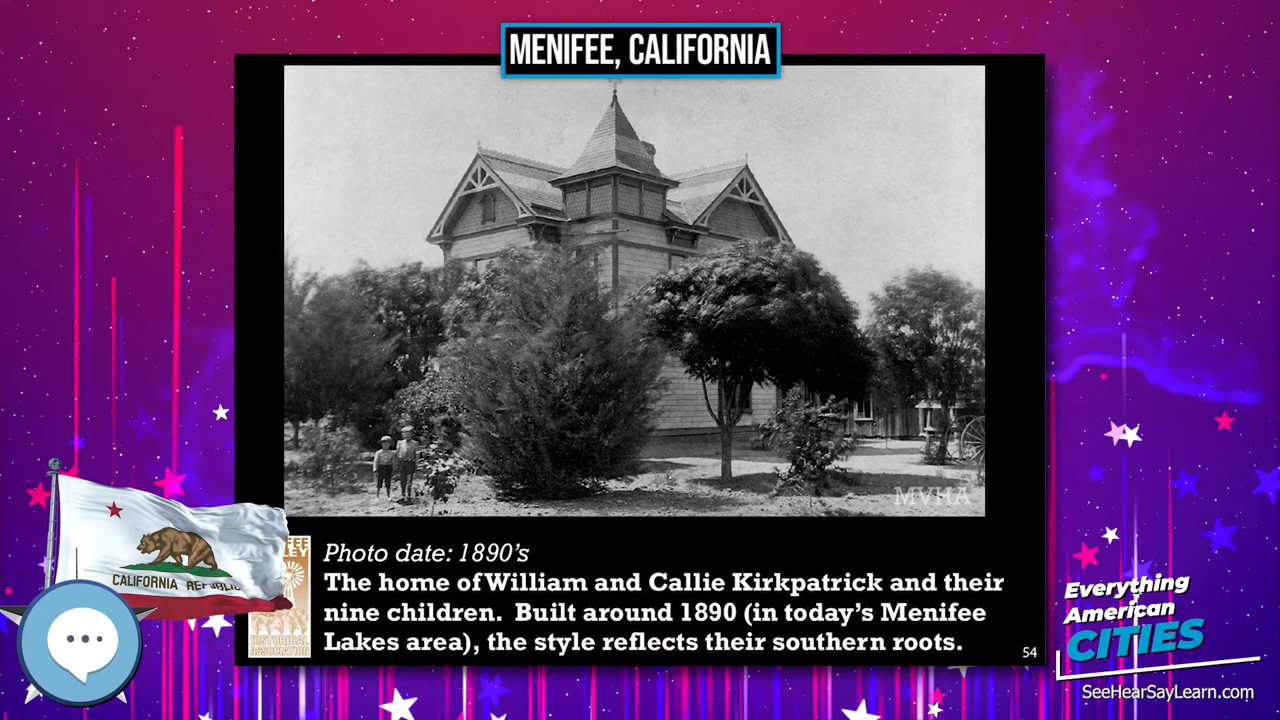 MENIFEE, CALIFORNIA
MVHA
CALIFORNIA REPUBLIC
HISTORICAL
ASSOCIATION
Photo date: 1890's
The home of William and Callie Kirkpatrick and their
nine children. Built around 1890 (in today's Menifee
Lakes area), the style reflects their southern roots.
54
Everything
American
CITIES
SeeHearSayLearn.com